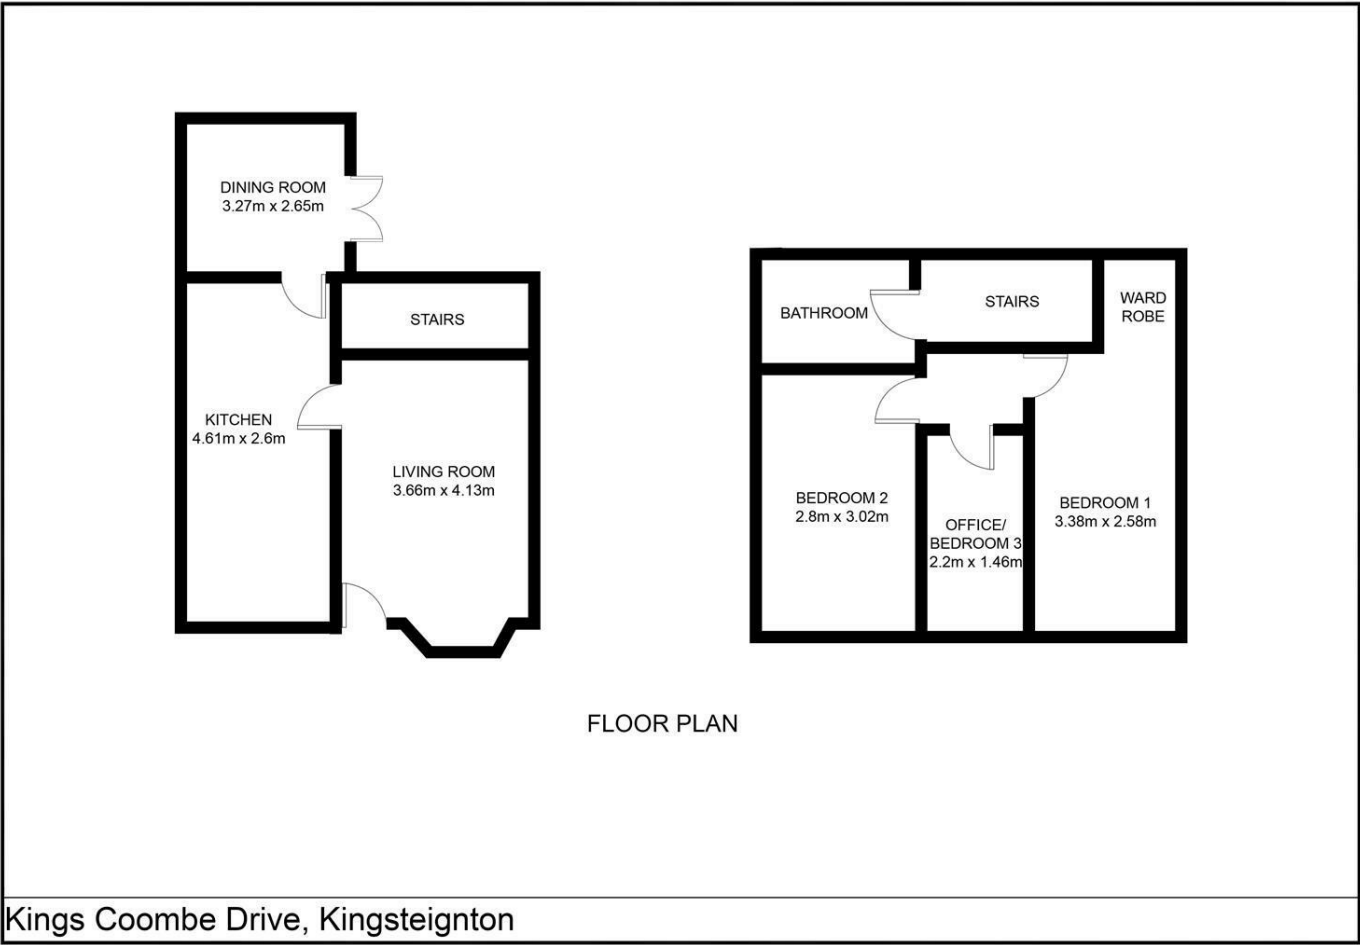 DINING ROOM
3.27m x 2.65m
STAIRS
KITCHEN
4.61m x 2.6m
LIVING ROOM
3.66m x 4.13m
BATHROOM
STAIRS
WARD
ROBE
BEDROOM 2
2.8m x 3.02m
OFFICE/
BEDROOM 3
2.2m x 1.46m
BEDROOM 1
3.38m x 2.58m
FLOOR PLAN
Kings Coombe Drive, Kingsteignton